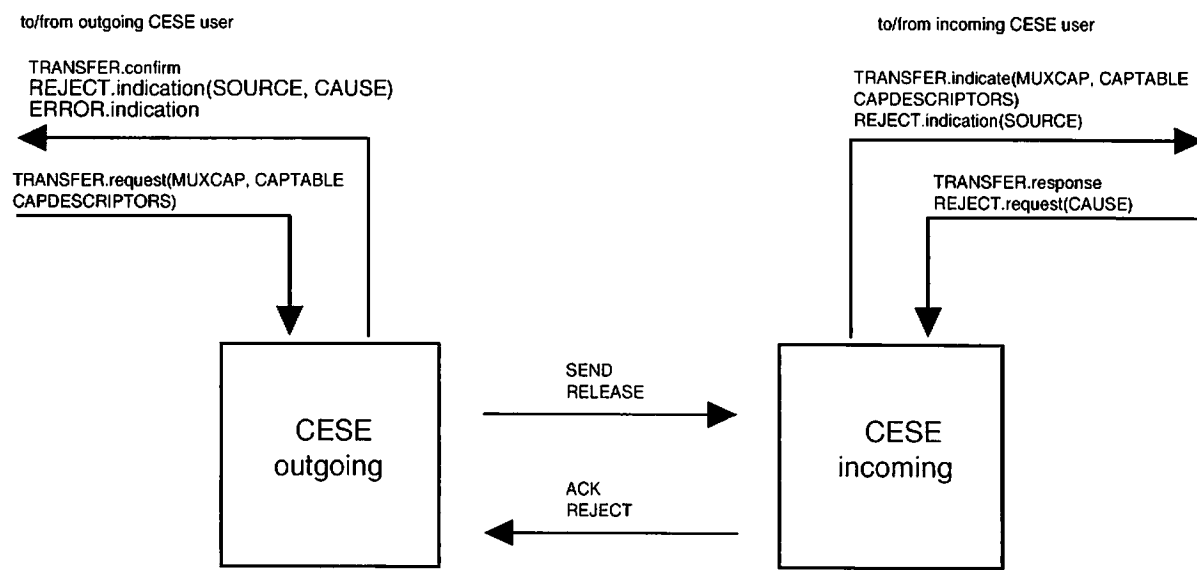 to/from outgoing CESE user
to/from incoming CESE user
TRANSFER.confirm
REJECT.indication(SOURCE, CAUSE)
ERROR.indication
TRANSFER.request(MUXCAP, CAPTABLE
CAPDESCRIPTORS)
TRANSFER.indicate(MUXCAP, CAPTABLE
CAPDESCRIPTORS)
REJECT.indication(SOURCE)
TRANSFER.response
REJECT.request(CAUSE)
CESE
outgoing
SEND
RELEASE
ACK
REJECT
CESE
incoming